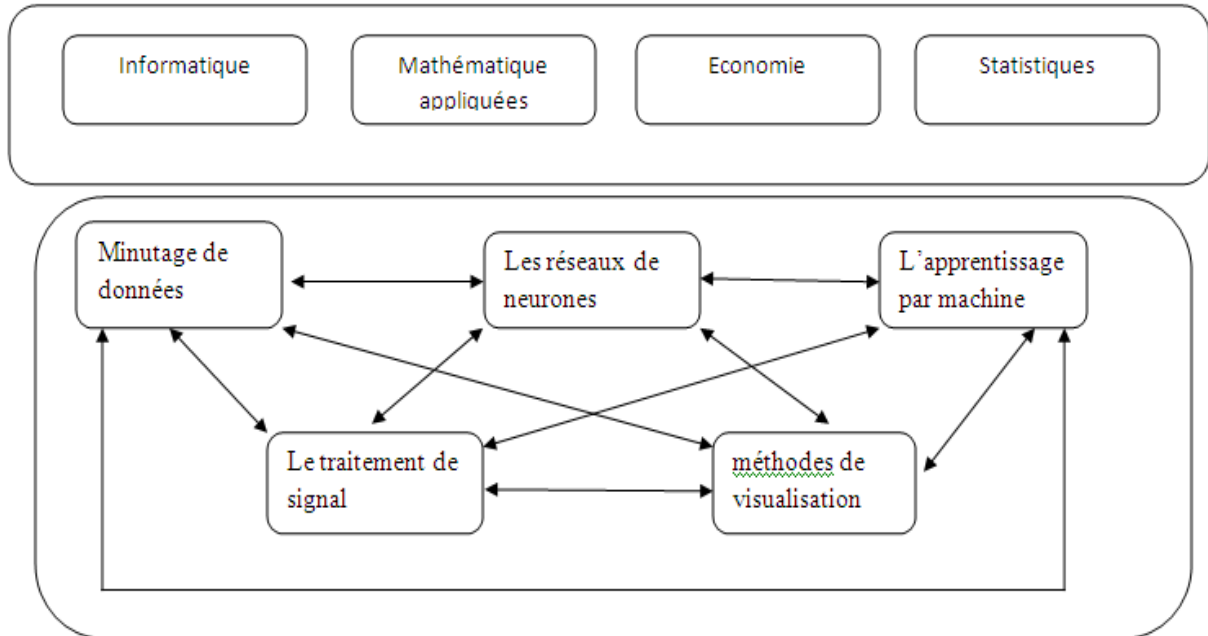 Informatique
Mathématique
appliquées
Economie
Statistiques
Minutage de
données
Les réseaux de
neurones
L'apprentissage
par machine
Le traitement de
signal
méthodes de
visualisation